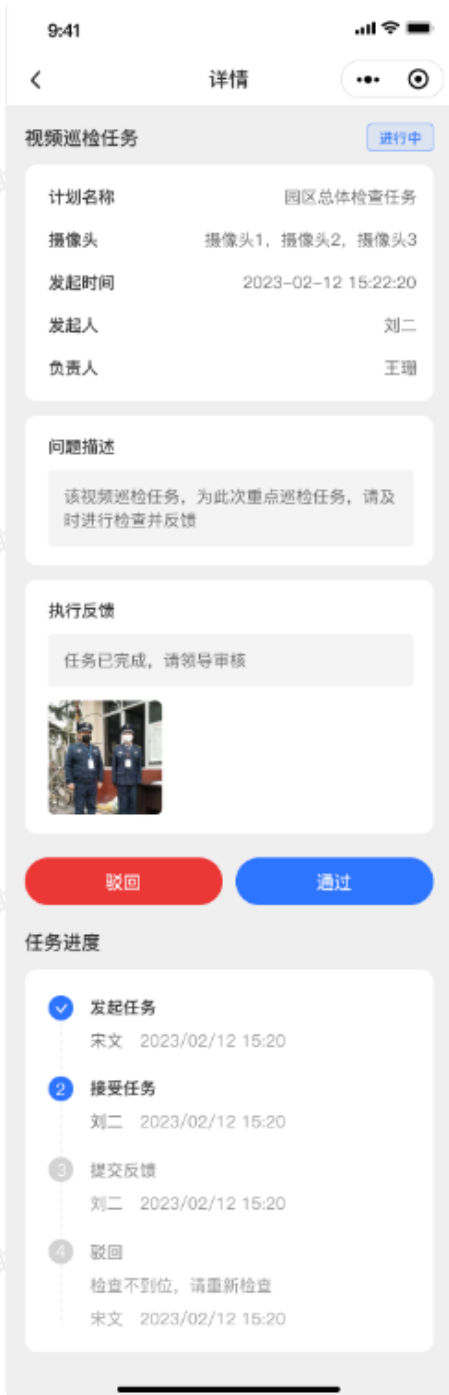 9:41
详情
视频巡检任务
进行中
计划名称 园区总体检查任务
摄像头 摄像头1，摄像头2，摄像头3
发起时间 2023-02-12 15:22:20
发起人 刘二
负责人 王珊
问题描述
该视频巡检任务，为此次重点巡检任务，请及
时进行检查并反馈
执行反馈
任务已完成，请领导审核
驳回 通过
任务进度
发起任务
宋文 2023/02/12 15:20
2 接受任务
刘二 2023/02/12 15:20
3 提交反馈
刘二 2023/02/12 15:20
4 驳回
检查不到位，请重新检查
宋文 2023/02/12 15:20